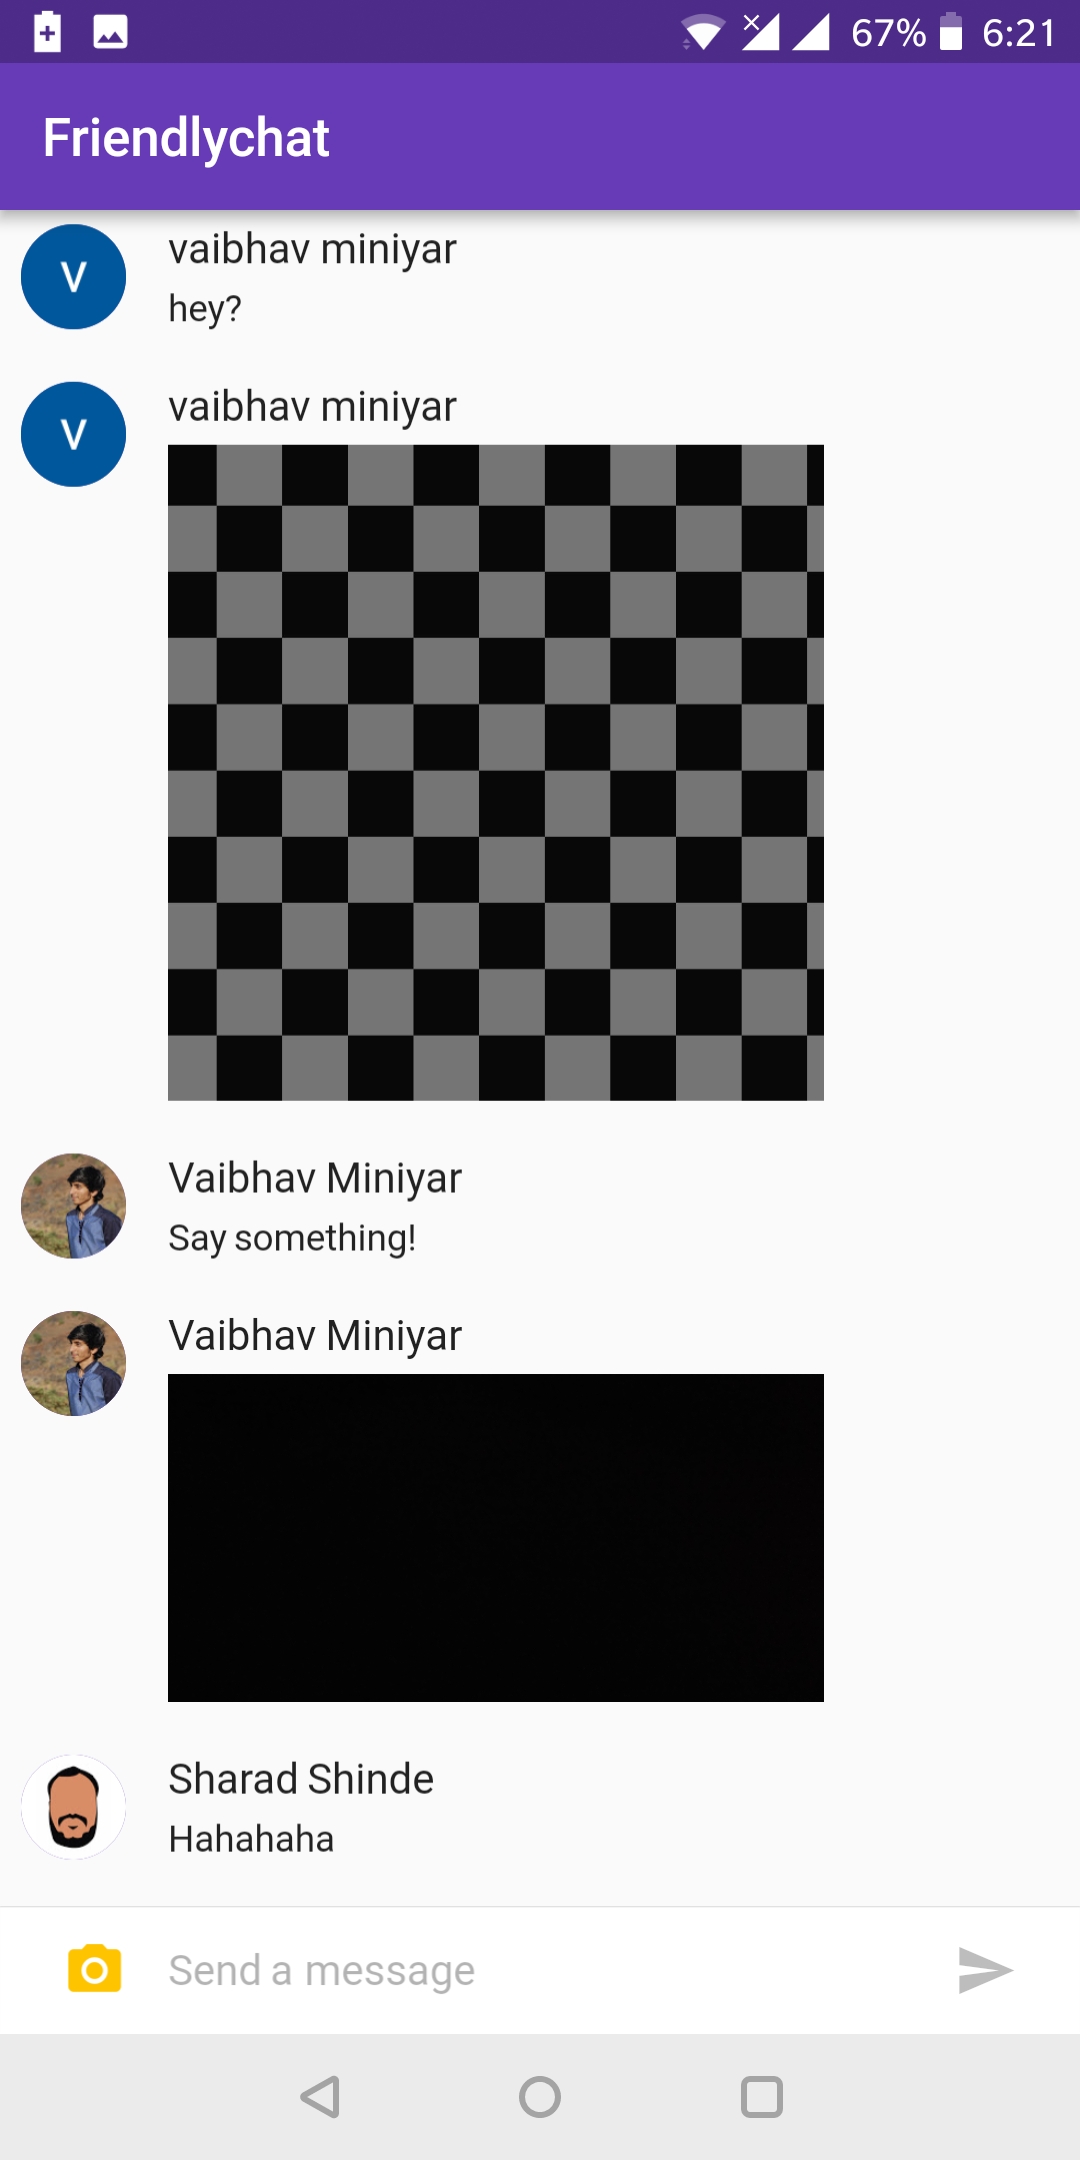 67% 6:21
Friendlychat
V
vaibhav miniyar
hey?
V
vaibhav miniyar
Vaibhav Miniyar
Say something!
Vaibhav Miniyar
Sharad Shinde
Hahahaha
Send a message